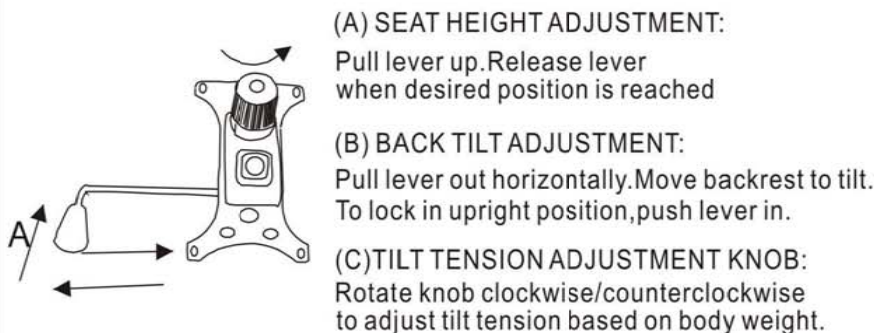 (A) SEAT HEIGHT ADJUSTMENT:
Pull lever up.Release lever
when desired position is reached
(B) BACK TILT ADJUSTMENT:
Pull lever out horizontally.Move backrest to tilt.
To lock in upright position,push lever in.
A
(C)TILT TENSION ADJUSTMENT KNOB:
Rotate knob clockwise/counterclockwise
to adjust tilt tension based on body weight.